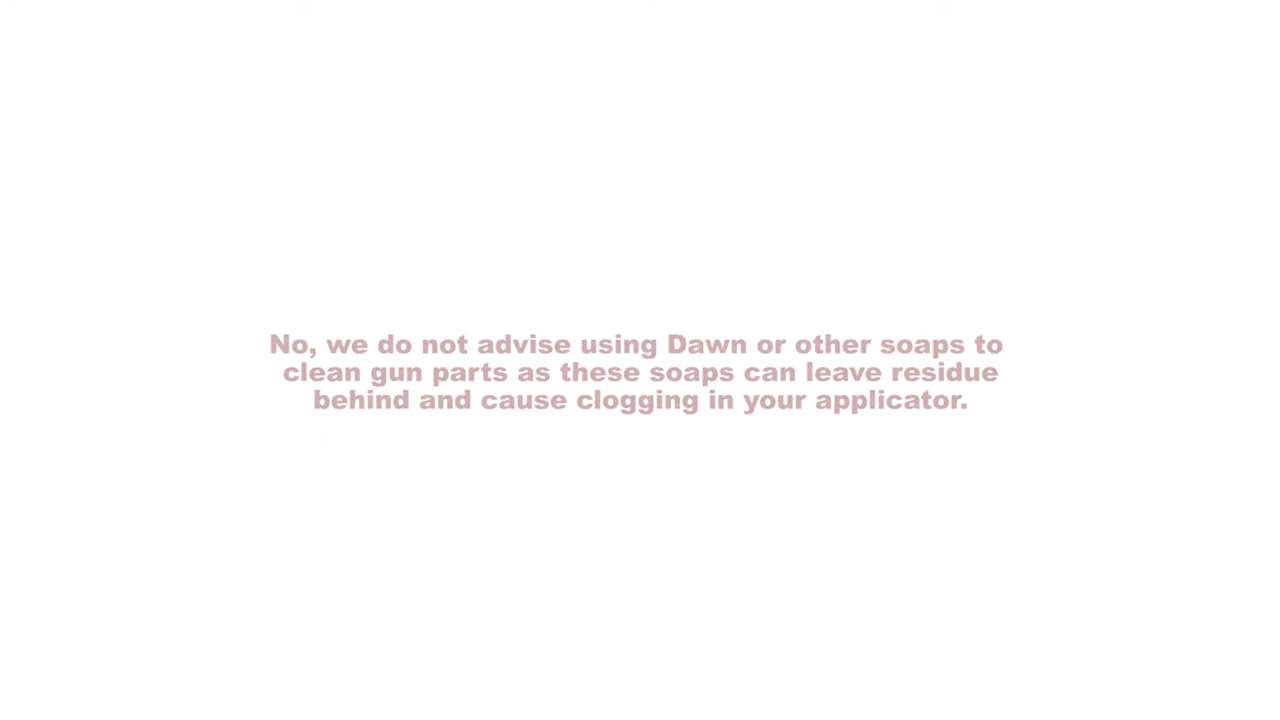 No, we do not advise using Dawn or other soaps to
clean gun parts as these soaps can leave residue
behind and cause clogging in your applicator.